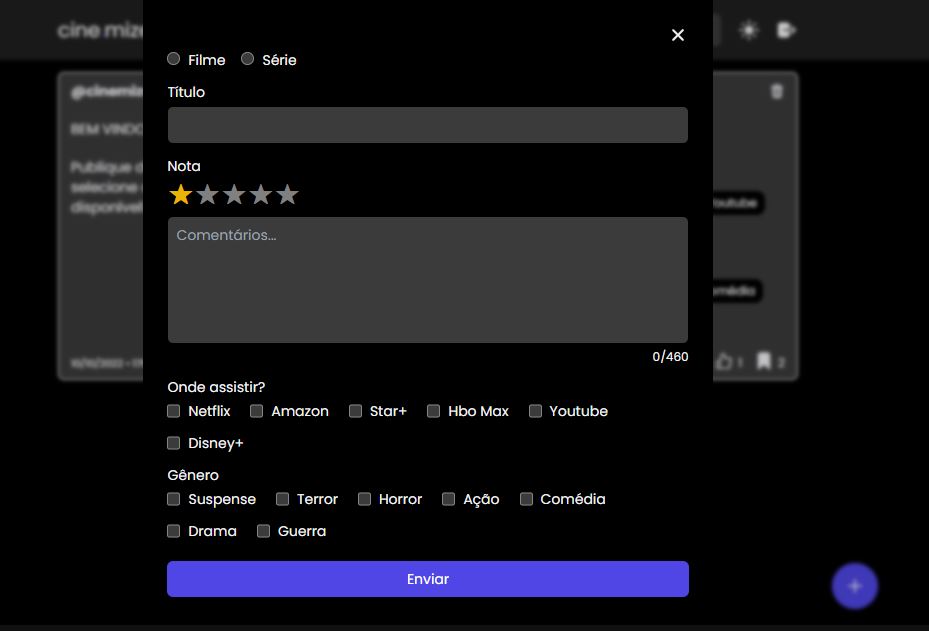 cine.mize
Filme Série
Título
@cinemiz
BEM VINDO
Nota
Publique d
selecione
disponível
Youtube
Comentários...
omédia
0/460
1 2
Onde assistir?
Netflix Amazon Star+ Hbo Max Youtube
Disney+
Gênero
Suspense Terror Horror Ação Comédia
Drama Guerra
Enviar